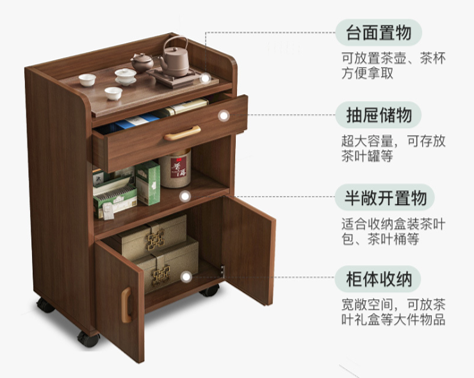 台面置物
可放置茶壶、茶杯
方便拿取
抽屉储物
超大容量，可存放
茶叶罐等
半敞开置物
适合收纳盒装茶叶
包、茶叶桶等
柜体收纳
宽敞空间，可放茶
叶礼盒等大件物品